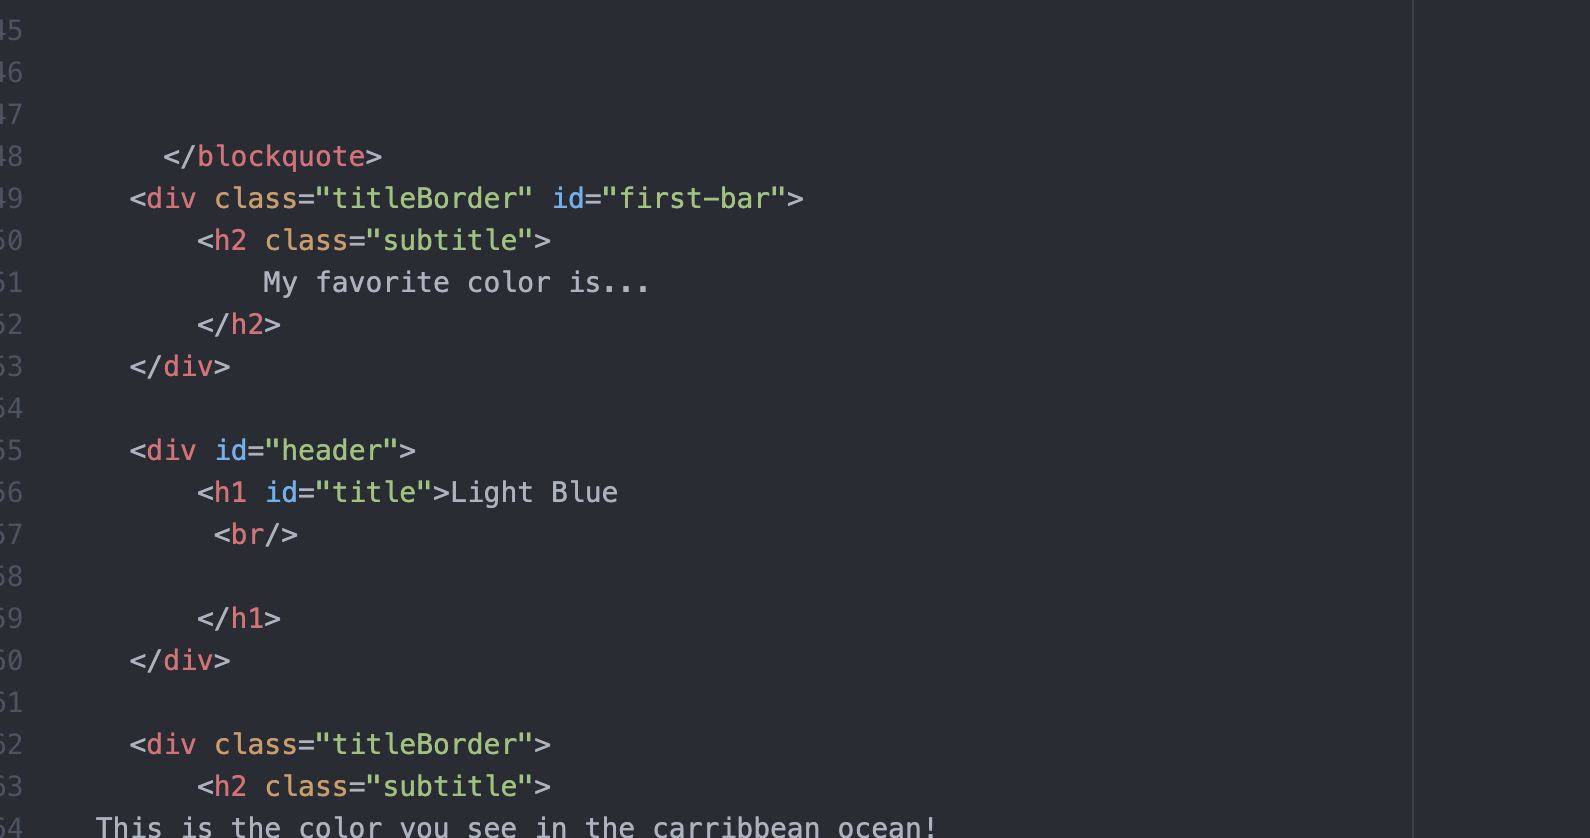 45
46
47
48 </blockquote>
49 <div class="titleBorder" id="first-bar">
50 <h2 class="subtitle">
51 My favorite color is...
52 </h2>
53 </div>
54
55 <div id="header">
56 <h1 id="title">Light Blue
57 <br/>
58
59 </h1>
60 </div>
61
62 <div class="titleBorder">
63 <h2 class="subtitle">
64 This is the color you see in the carribbean ocean!